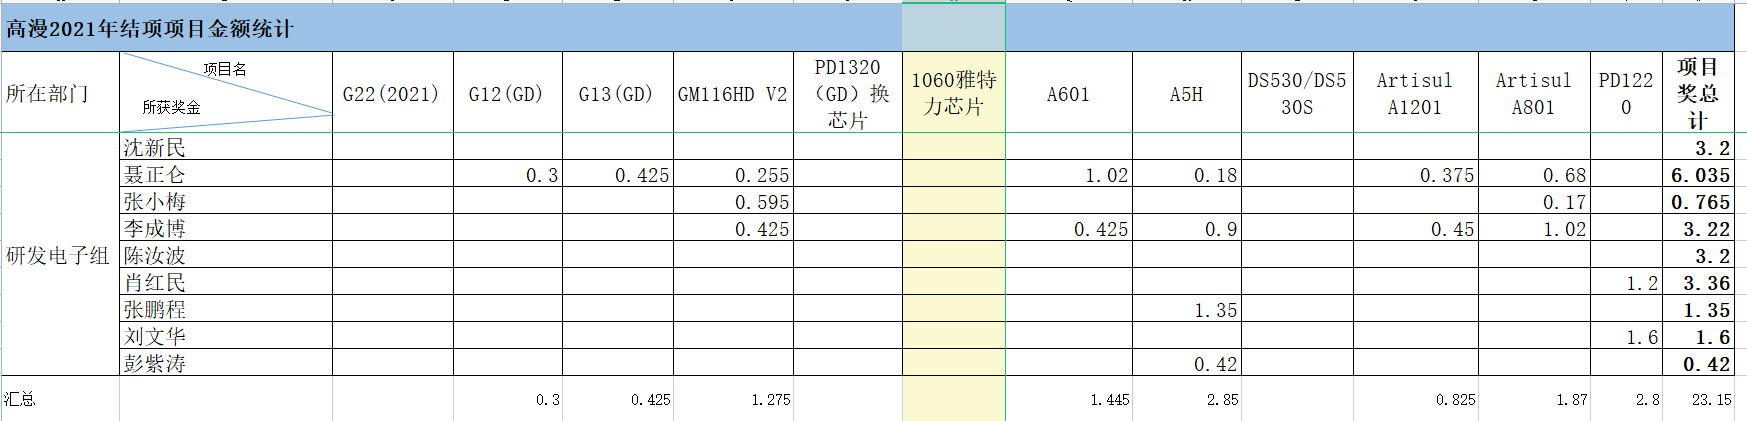 高漫2021年结项项目金额统计
所在部门 项目名 所获奖金 G22(2021) G12(GD) G13(GD) GM116HD V2 PD1320（GD）换芯片 1060雅特力芯片 A601 A5H DS530/DS530S Artisul A1201 Artisul A801 PD1220 项目奖总计
研发电子组
沈新民 3.2
聂正仑 0.3 0.425 0.255 1.02 0.18 0.375 0.68 6.035
张小梅 0.595 0.17 0.765
李成博 0.425 0.425 0.9 0.45 1.02 3.22
陈汝波 3.2
肖红民 1.2 3.36
张鹏程 1.35 1.35
刘文华 1.6 1.6
彭紫涛 0.42 0.42
汇总 0.3 0.425 1.275 1.445 2.85 0.825 1.87 2.8 23.15